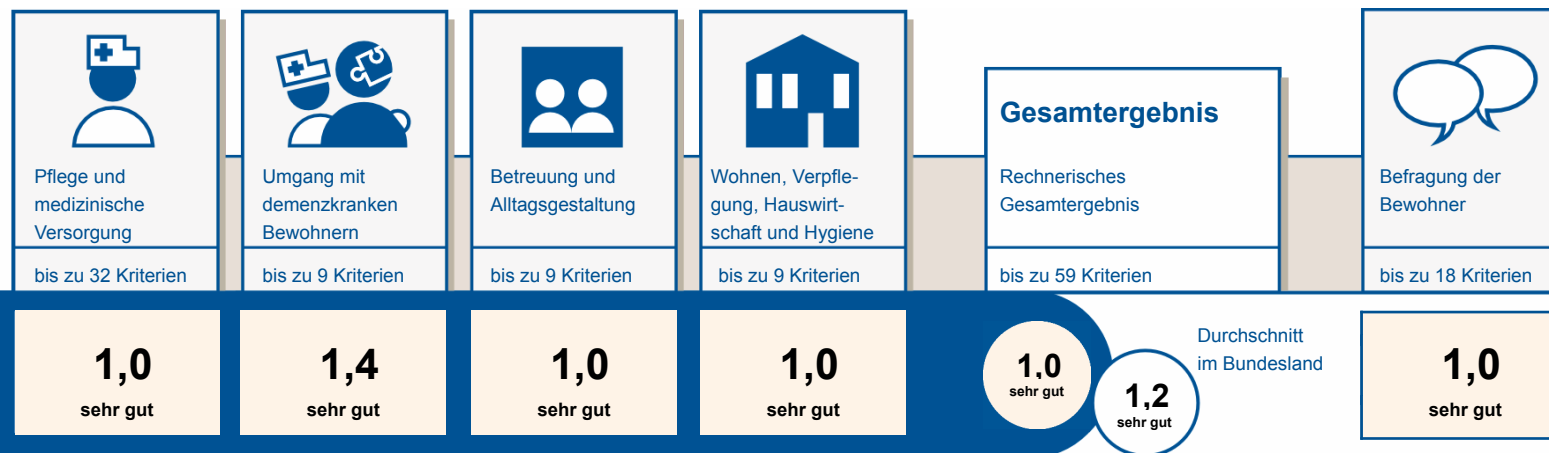 Pflege und
medizinische
Versorgung
bis zu 32 Kriterien
1,0
sehr gut
Umgang mit
demenzkranken
Bewohnern
bis zu 9 Kriterien
1,4
sehr gut
Betreuung und
Alltagsgestaltung
bis zu 9 Kriterien
1,0
sehr gut
Wohnen, Verpfle-
gung, Hauswirt-
schaft und Hygiene
bis zu 9 Kriterien
1,0
sehr gut
Gesamtergebnis
Rechnerisches
Gesamtergebnis
bis zu 59 Kriterien
1,0
sehr gut
Durchschnitt
im Bundesland
1,2
sehr gut
Befragung der
Bewohner
bis zu 18 Kriterien
1,0
sehr gut